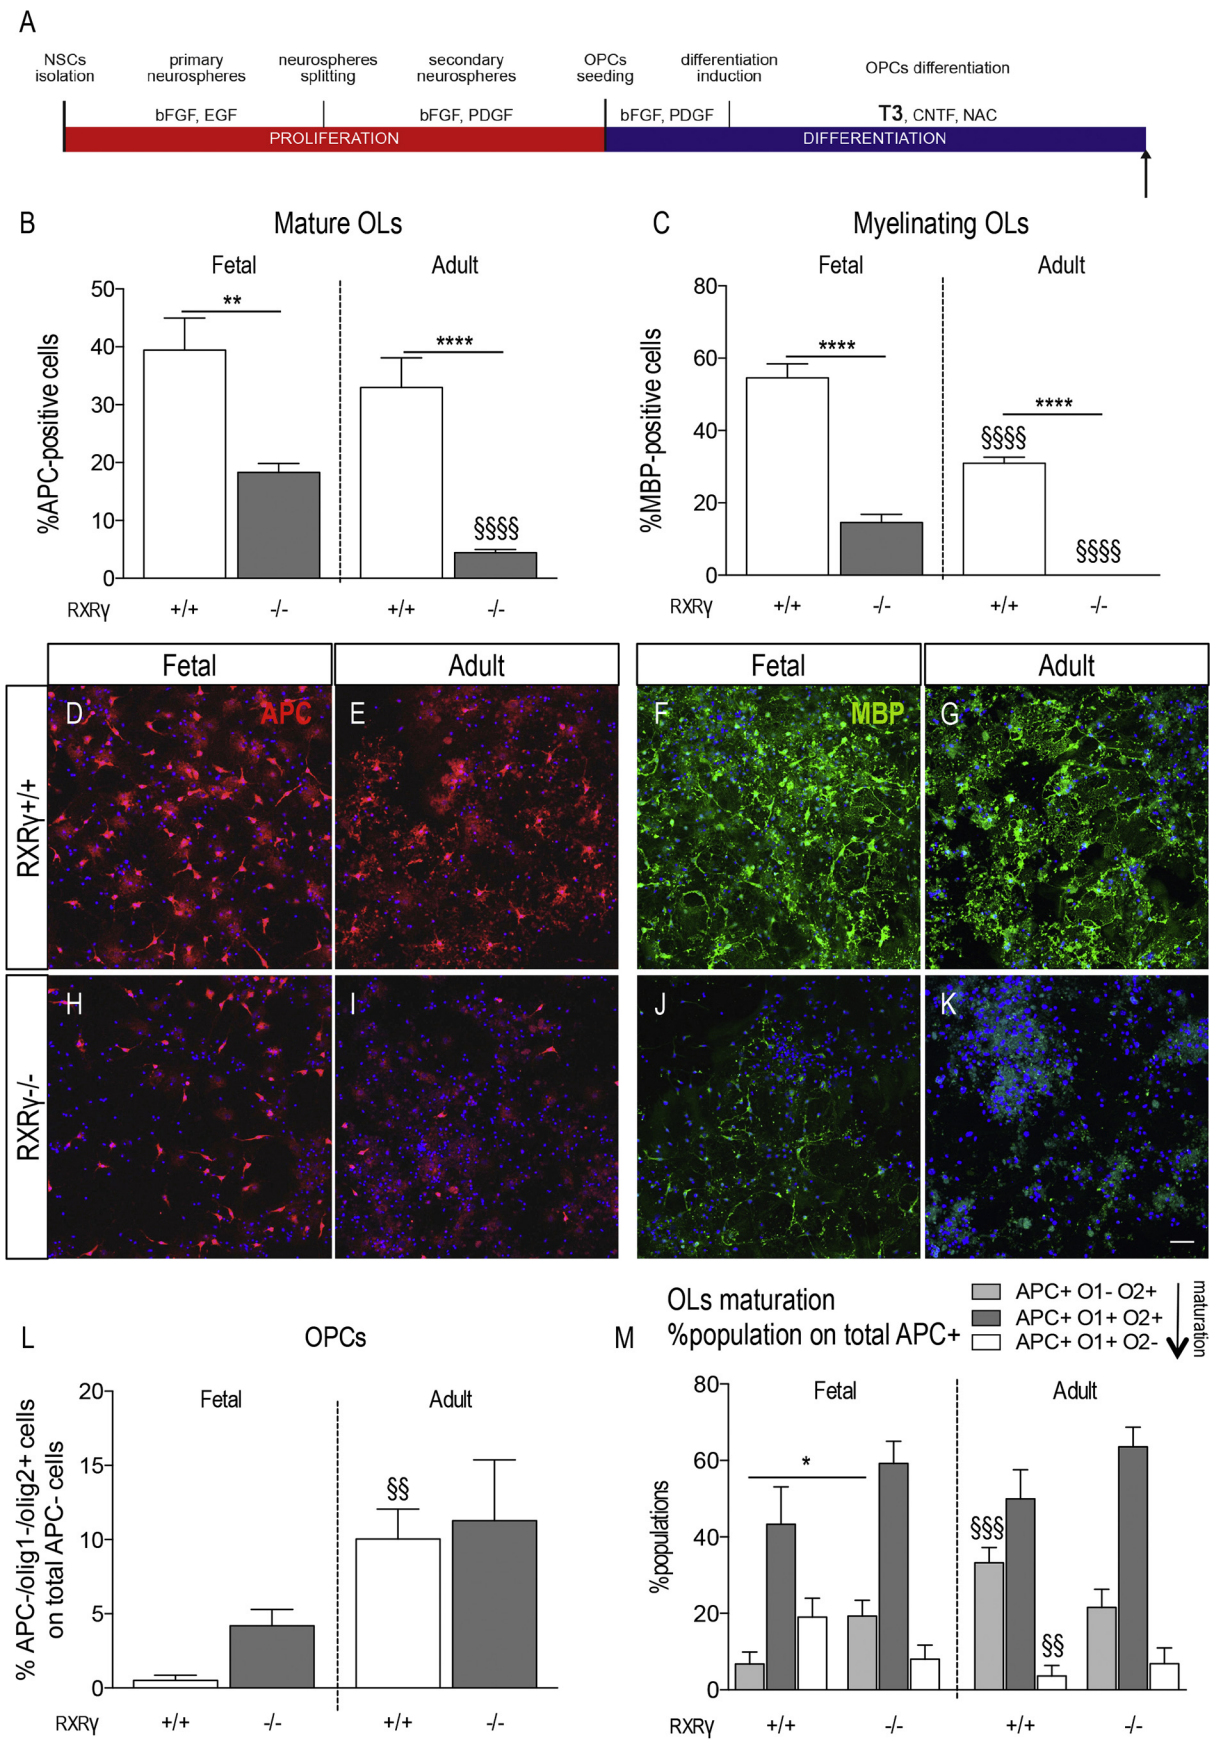 A
NSCs
isolation
primary
neurospheres
neurospheres
splitting
secondary
neurospheres
OPCs
seeding
differentiation
induction
OPCs differentiation
bFGF, EGF
bFGF, PDGF
bFGF, PDGF
T3, CNTF, NAC
PROLIFERATION
DIFFERENTIATION
B
Mature OLs
Fetal
Adult
%APC-positive cells
50
40
30
20
10
0
**
****
§§§§
RXRγ
+/+
-/-
+/+
-/-
C
Myelinating OLs
Fetal
Adult
%MBP-positive cells
80
60
40
20
0
****
****
§§§§
§§§§
RXRγ
+/+
-/-
+/+
-/-
Fetal
Adult
Fetal
Adult
RXRγ+/+
D
APC
E
F
MBP
G
RXRγ-/-
H
I
J
K
L
OPCs
Fetal
Adult
% APC-/olig1-/olig2+ cells
on total APC- cells
20
15
10
5
0
§§
RXRγ
+/+
-/-
+/+
-/-
M
OLs maturation
%population on total APC+
APC+ O1- O2+
APC+ O1+ O2+
APC+ O1+ O2-
maturation
Fetal
Adult
%populations
80
60
40
20
0
*
§§§
§§
RXRγ
+/+
-/-
+/+
-/-